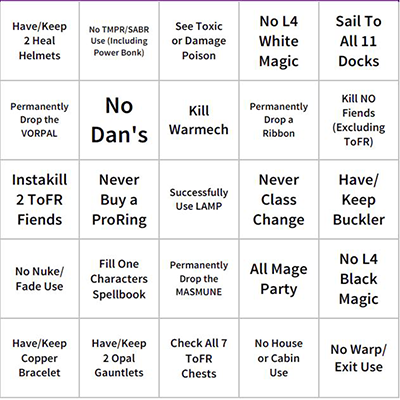 Have/Keep
2 Heal
Helmets
No TMPR/SABR
Use (Including
Power Bonk)
See Toxic
or Damage
Poison
No L4
White
Magic
Sail To
All 11
Docks
Permanently
Drop the
VORPAL
No
Dan's
Kill
Warmech
Permanently
Drop a
Ribbon
Kill NO
Fiends
(Excluding
ToFR)
Instakill
2 ToFR
Fiends
Never
Buy a
ProRing
Successfully
Use LAMP
Never
Class
Change
Have/
Keep
Buckler
No Nuke/
Fade Use
Fill One
Characters
Spellbook
Permanently
Drop the
MASMUNE
All Mage
Party
No L4
Black
Magic
Have/Keep
Copper
Bracelet
Have/Keep
2 Opal
Gauntlets
Check All 7
ToFR
Chests
No House
or Cabin
Use
No Warp/
Exit Use